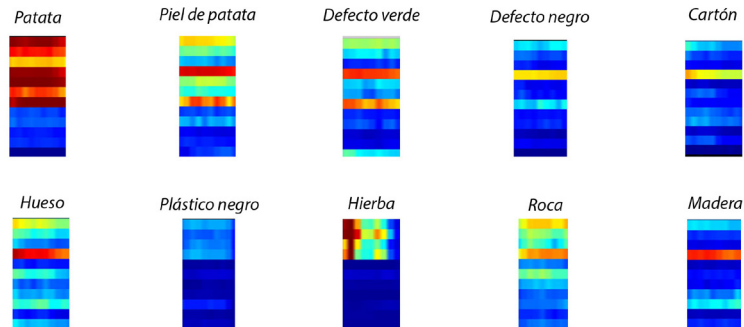 Patata
Piel de patata
Defecto verde
Defecto negro
Cartón
Hueso
Plástico negro
Hierba
Roca
Madera